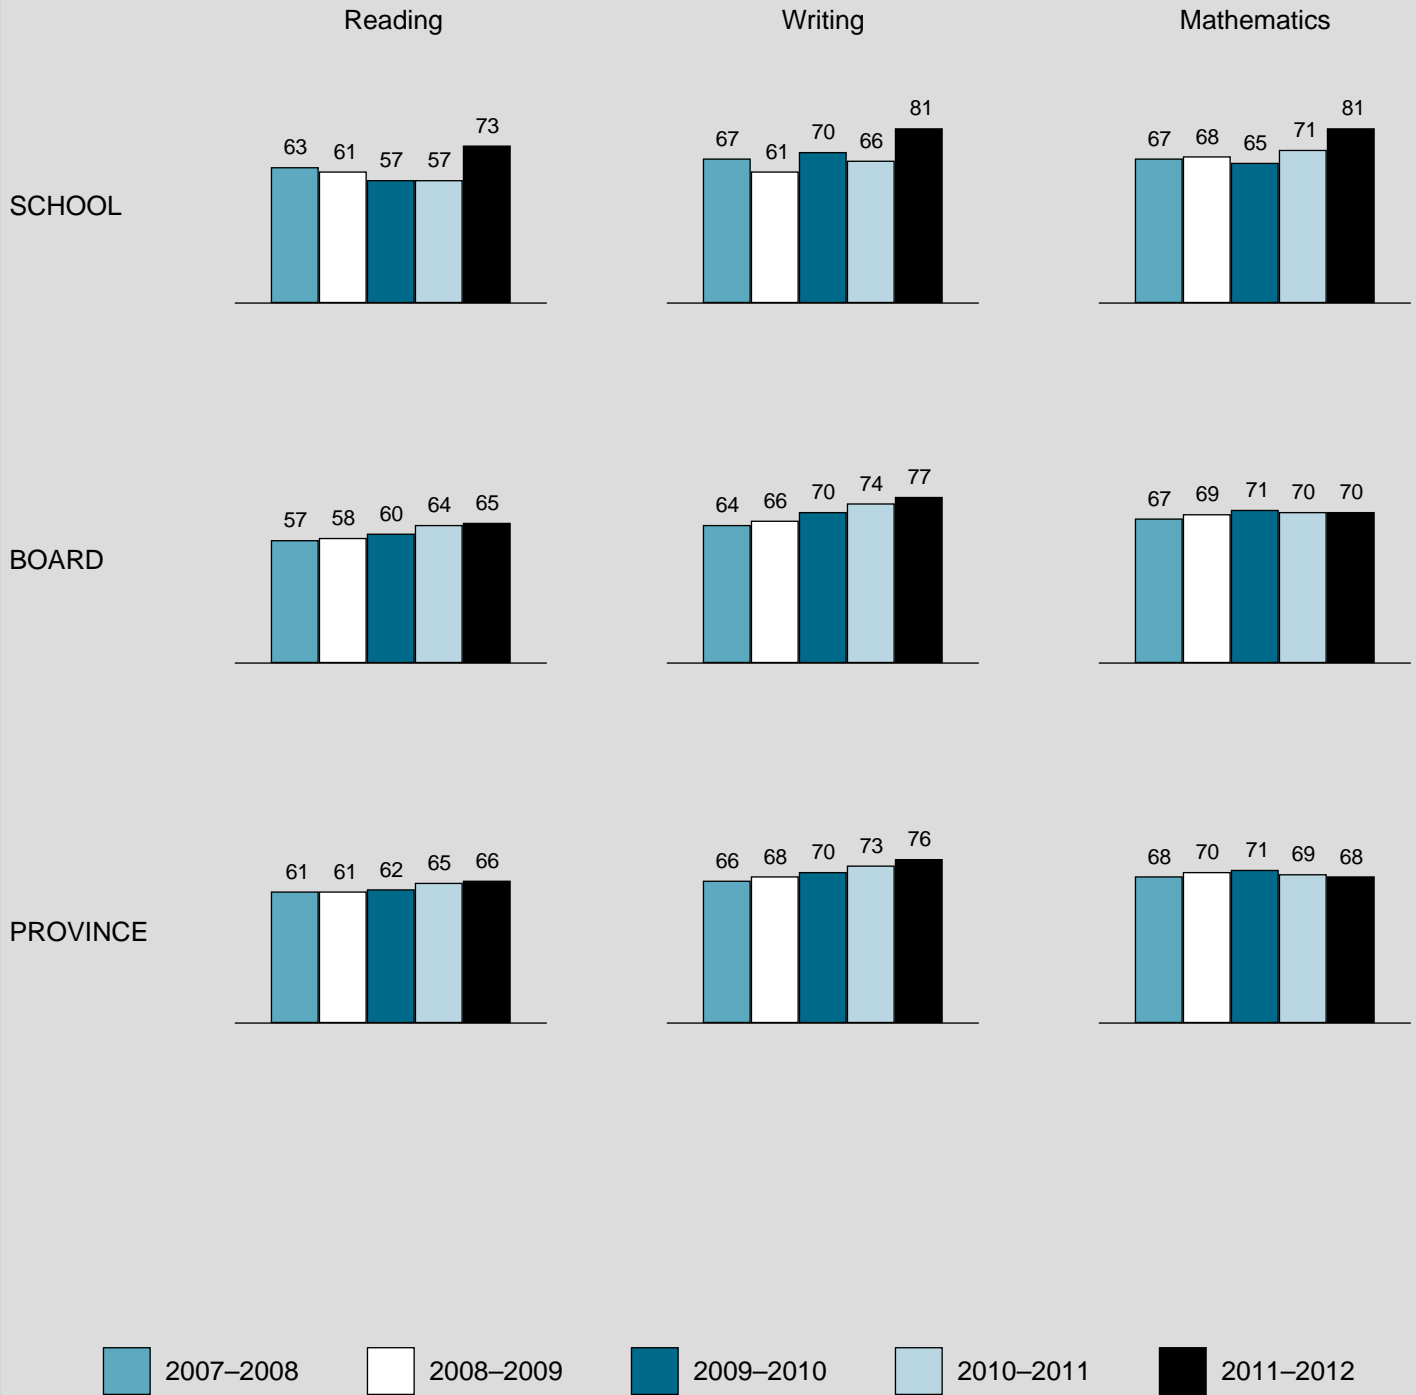 Reading Writing Mathematics
SCHOOL
63 61 57 57 73
67 61 70 66 81
67 68 65 71 81
BOARD
57 58 60 64 65
64 66 70 74 77
67 69 71 70 70
PROVINCE
61 61 62 65 66
66 68 70 73 76
68 70 71 69 68
2007–2008 2008–2009 2009–2010 2010–2011 2011–2012